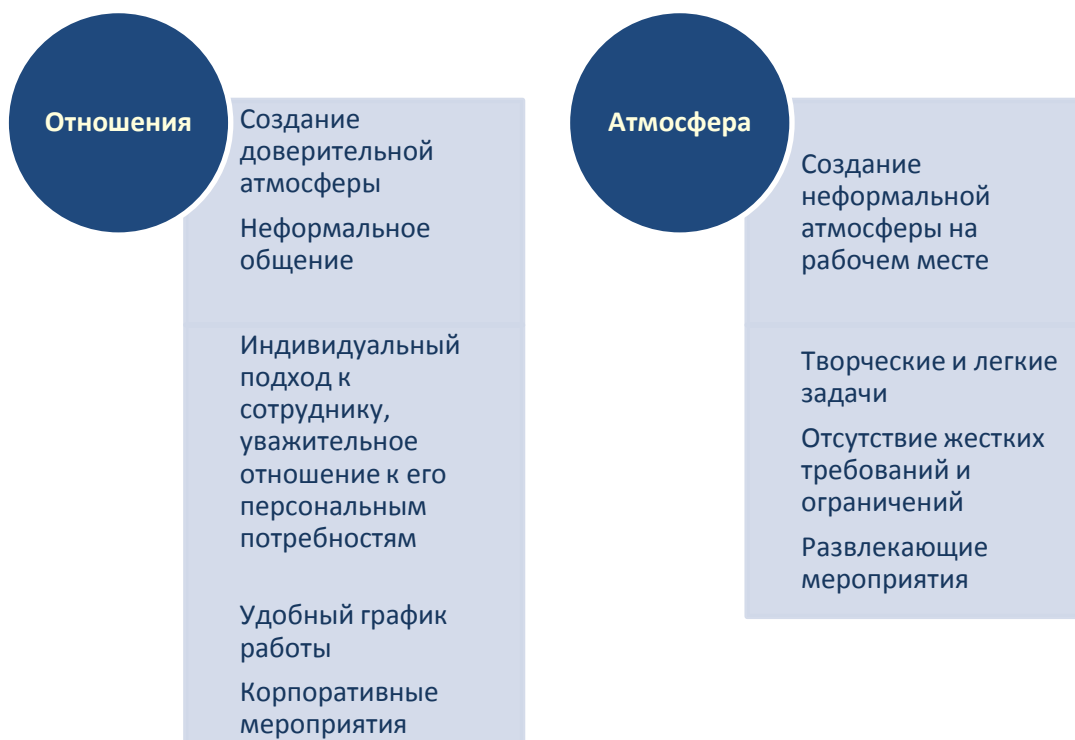 Отношения
Создание
доверительной
атмосферы
Неформальное
общение
Индивидуальный
подход к
сотруднику,
уважительное
отношение к его
персональным
потребностям
Удобный график
работы
Корпоративные
мероприятия
Атмосфера
Создание
неформальной
атмосферы на
рабочем месте
Творческие и легкие
задачи
Отсутствие жестких
требований и
ограничений
Развлекающие
мероприятия